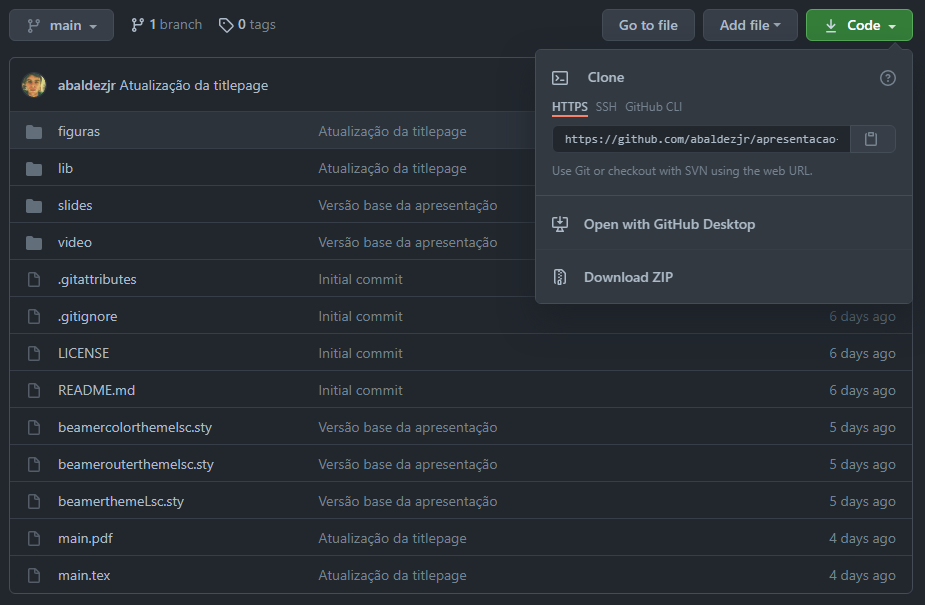 main 1 branch 0 tags Go to file Add file Code
abaldezjr Atualização da titlepage
Clone
HTTPS SSH GitHub CLI
https://github.com/abaldezjr/apresentacao-
Use Git or checkout with SVN using the web URL.
Open with GitHub Desktop
Download ZIP
figuras Atualização da titlepage
lib Atualização da titlepage
slides Versão base da apresentação
video Versão base da apresentação
.gitattributes Initial commit
.gitignore Initial commit 6 days ago
LICENSE Initial commit 6 days ago
README.md Initial commit 6 days ago
beamercolorthemelsc.sty Versão base da apresentação 5 days ago
beamerouterthemelsc.sty Versão base da apresentação 5 days ago
beamerthemeLsc.sty Versão base da apresentação 5 days ago
main.pdf Atualização da titlepage 4 days ago
main.tex Atualização da titlepage 4 days ago